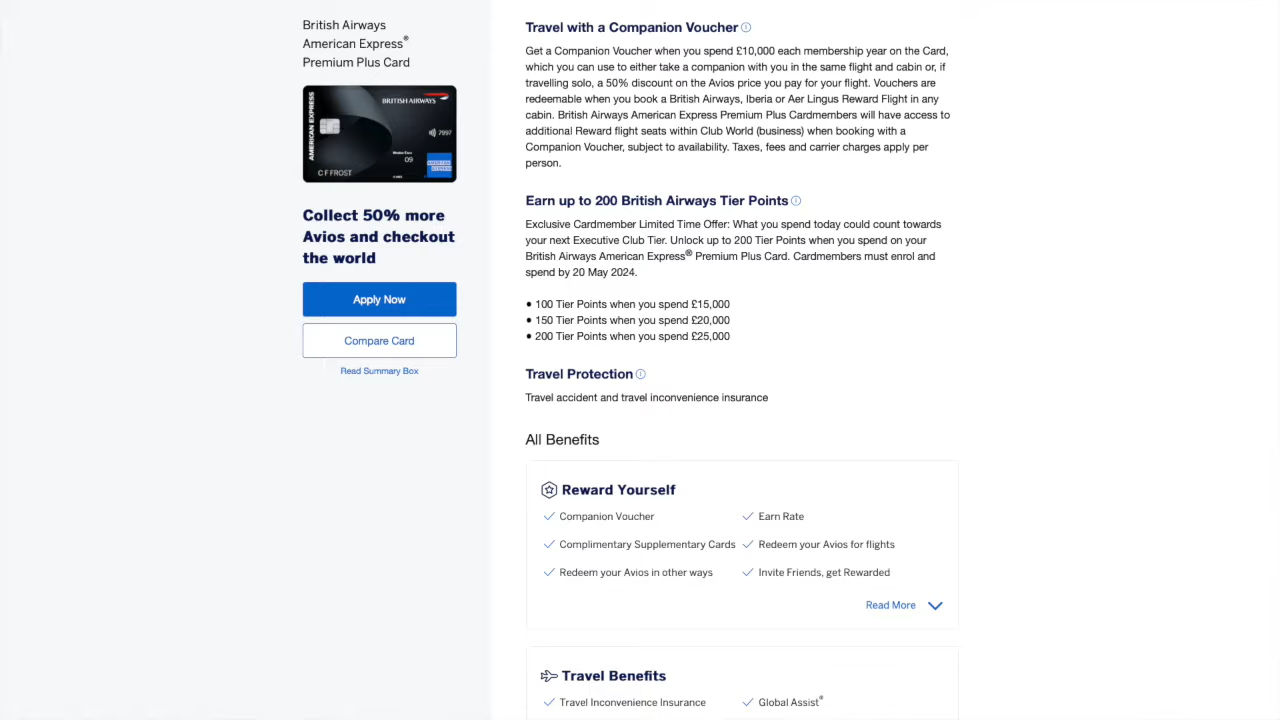 British Airways
American Express®
Premium Plus Card
AMERICAN EXPRESS
BRITISH AIRWAYS
7997
09
AMERICAN
EXPRESS
C F FROST
Collect 50% more
Avios and checkout
the world
Apply Now
Compare Card
Read Summary Box
Travel with a Companion Voucher
Get a Companion Voucher when you spend £10,000 each membership year on the Card,
which you can use to either take a companion with you in the same flight and cabin or, if
travelling solo, a 50% discount on the Avios price you pay for your flight. Vouchers are
redeemable when you book a British Airways, Iberia or Aer Lingus Reward Flight in any
cabin. British Airways American Express Premium Plus Cardmembers will have access to
additional Reward flight seats within Club World (business) when booking with a
Companion Voucher, subject to availability. Taxes, fees and carrier charges apply per
person.
Earn up to 200 British Airways Tier Points
Exclusive Cardmember Limited Time Offer: What you spend today could count towards
your next Executive Club Tier. Unlock up to 200 Tier Points when you spend on your
British Airways American Express® Premium Plus Card. Cardmembers must enrol and
spend by 20 May 2024.
• 100 Tier Points when you spend £15,000
• 150 Tier Points when you spend £20,000
• 200 Tier Points when you spend £25,000
Travel Protection
Travel accident and travel inconvenience insurance
All Benefits
Reward Yourself
Companion Voucher
Earn Rate
Complimentary Supplementary Cards
Redeem your Avios for flights
Redeem your Avios in other ways
Invite Friends, get Rewarded
Read More
Travel Benefits
Travel Inconvenience Insurance
Global Assist®